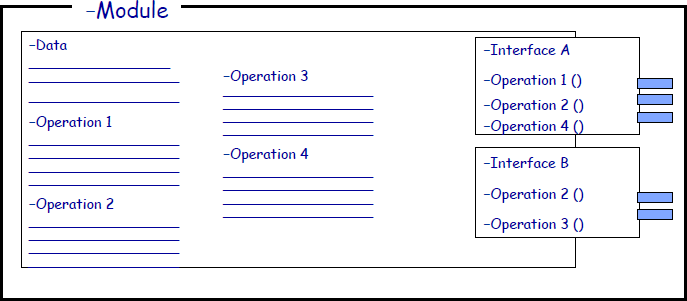 –Module
–Data
–Operation 1
–Operation 2
–Operation 3
–Operation 4
–Interface A
–Operation 1 ()
–Operation 2 ()
–Operation 4 ()
–Interface B
–Operation 2 ()
–Operation 3 ()